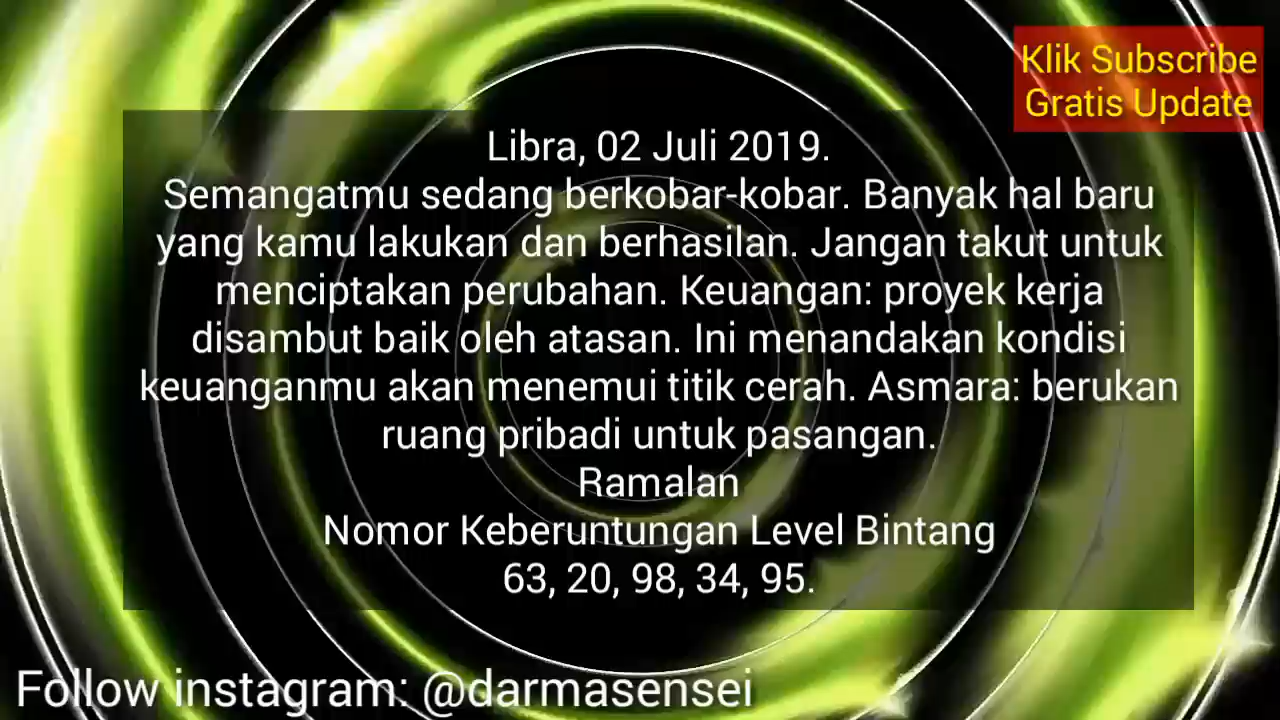 Klik Subscribe
Gratis Update
Libra, 02 Juli 2019.
Semangatmu sedang berkobar-kobar. Banyak hal baru
yang kamu lakukan dan berhasilan. Jangan takut untuk
menciptakan perubahan. Keuangan: proyek kerja
disambut baik oleh atasan. Ini menandakan kondisi
keuanganmu akan menemui titik cerah. Asmara: berukan
ruang pribadi untuk pasangan.
Ramalan
Nomor Keberuntungan Level Bintang
63, 20, 98, 34, 95.
Follow instagram: @darmasensei